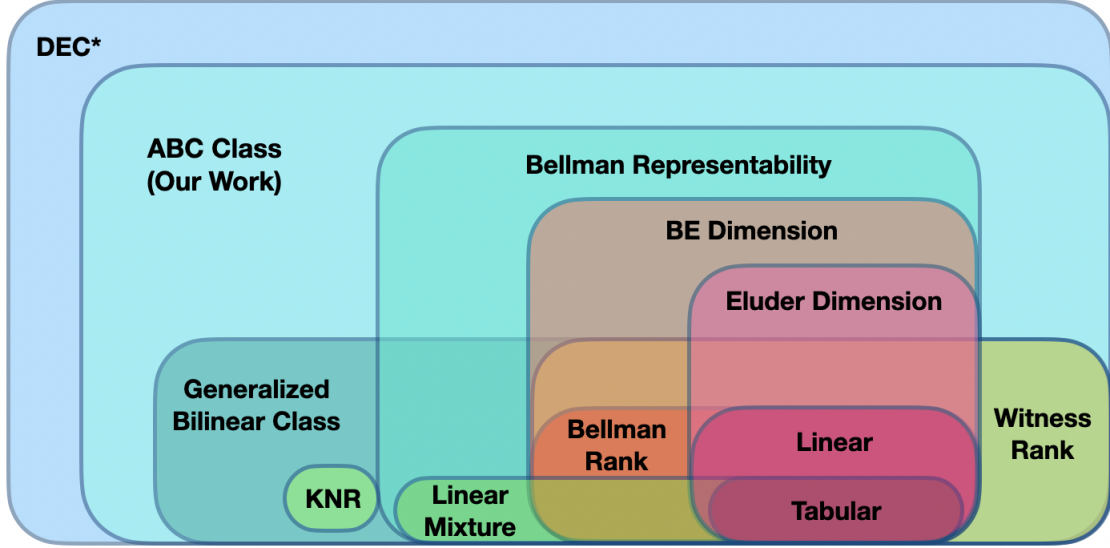 DEC*
ABC Class
(Our Work)
Bellman Representability
BE Dimension
Eluder Dimension
Generalized
Bilinear Class
KNR
Linear
Mixture
Bellman
Rank
Linear
Tabular
Witness
Rank